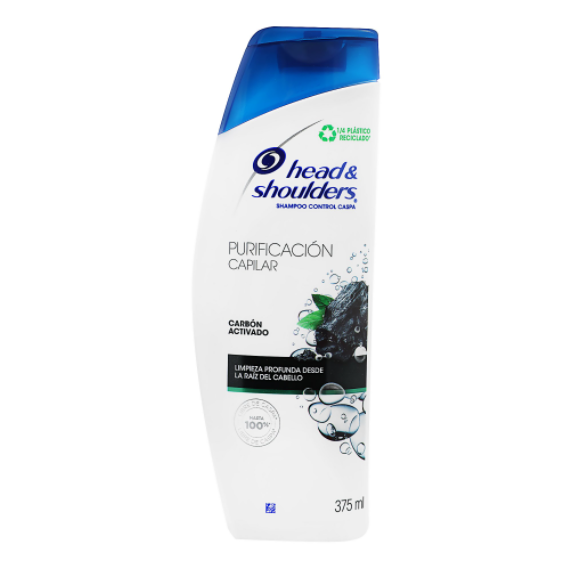 1/4 PLÁSTICO
RECICLADO*
head &
shoulders®
SHAMPOO CONTROL CASPA
PURIFICACIÓN
CAPILAR
CARBÓN
ACTIVADO
LIMPIEZA PROFUNDA DESDE
LA RAÍZ DEL CABELLO
HASTA
100%*
375 ml